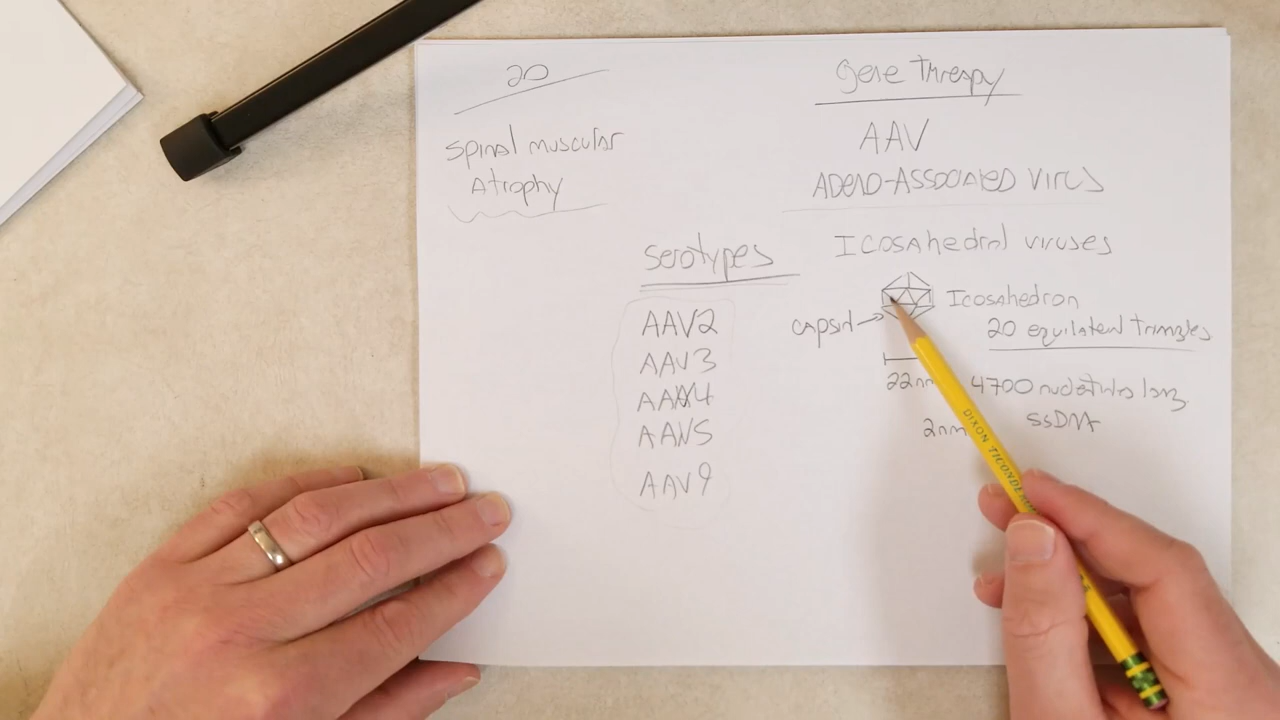 20
Spinal muscular
Atrophy
Gene Therapy
AAV
ADENO-ASSOCIATED VIRUS
Icosahedral viruses
Icosahedron
20 equilateral triangles
capsid
22nm
4700 nucleotides long
ssDNA
2nm
serotypes
AAV2
AAV3
AAV4
AAV5
AAV9
DIXON TICONDER